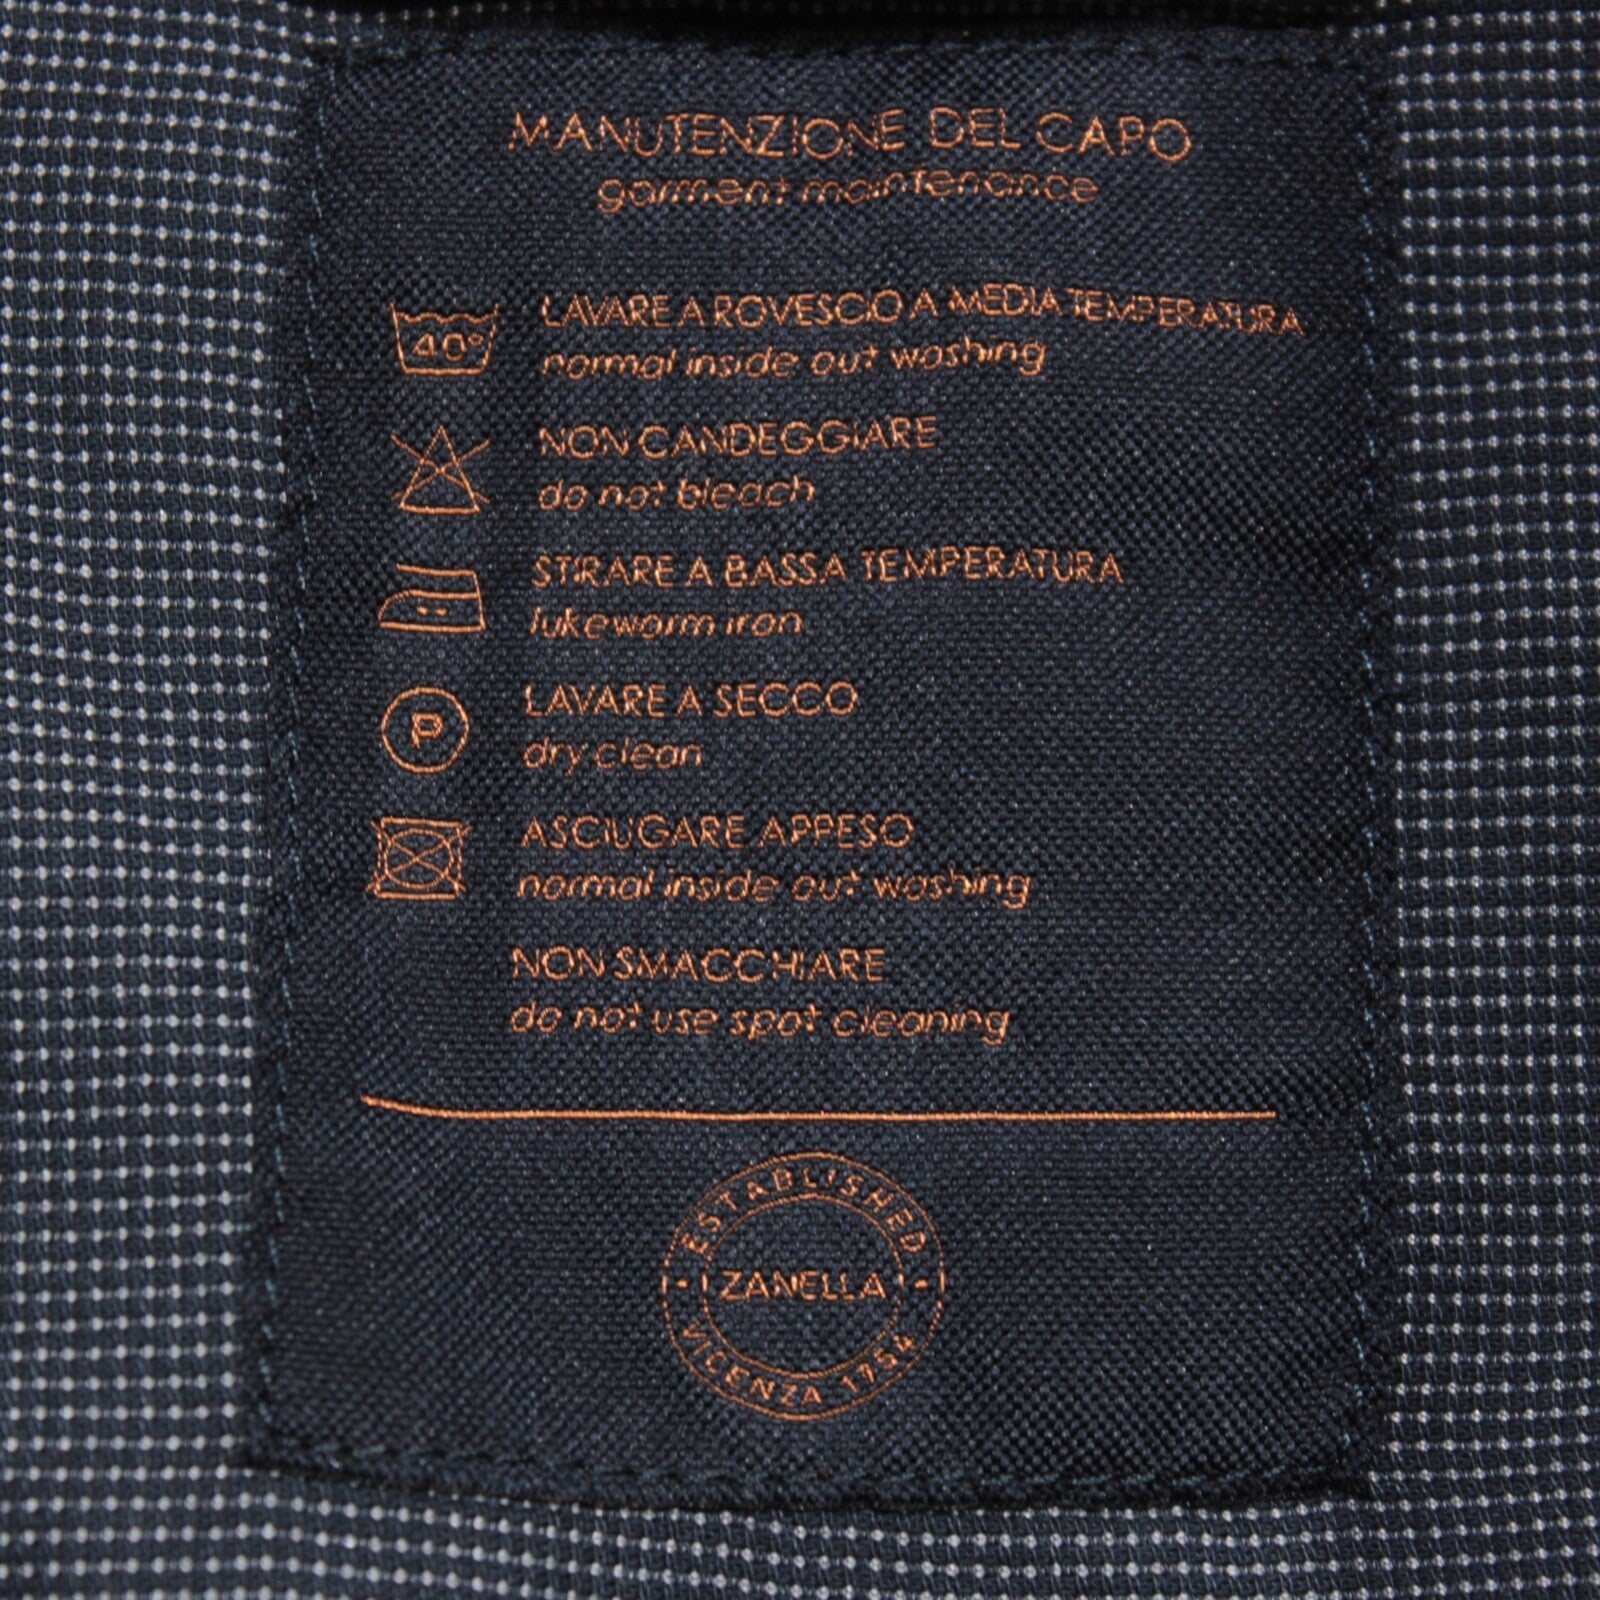 MANUTENZIONE DEL CAPO
garment maintenance
40°
LAVARE A ROVESCIO A MEDIA TEMPERATURA
normal inside out washing
NON CANDEGGIARE
do not bleach
STIRARE A BASSA TEMPERATURA
lukewarm iron
P
LAVARE A SECCO
dry clean
ASCIUGARE APPESO
normal inside out washing
NON SMACCHIARE
do not use spot cleaning
ESTABLISHED
ZANELLA
VICENZA 1754